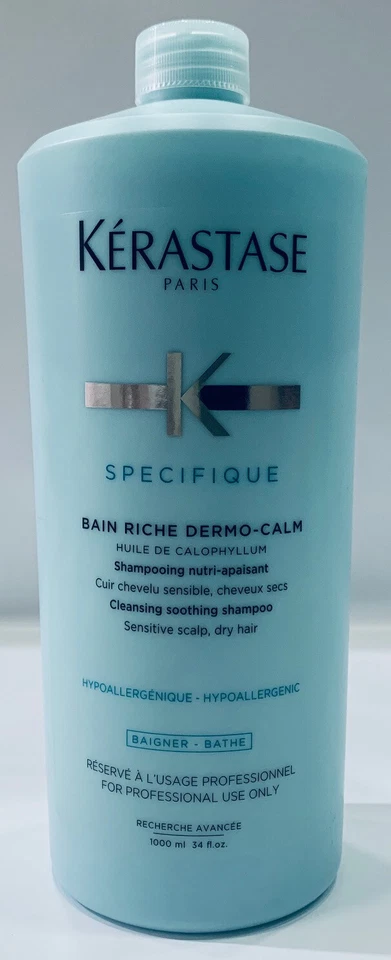 KÉRASTASE
PARIS
SPECIFIQUE
BAIN RICHE DERMO-CALM
HUILE DE CALOPHYLLUM
Shampooing nutri-apaisant
Cuir chevelu sensible, cheveux secs
Cleansing soothing shampoo
Sensitive scalp, dry hair
HYPOALLERGÉNIQUE - HYPOALLERGENIC
BAIGNER - BATHE
RÉSERVÉ À L'USAGE PROFESSIONNEL
FOR PROFESSIONAL USE ONLY
RECHERCHE AVANCÉE
1000 ml 34 fl.oz.